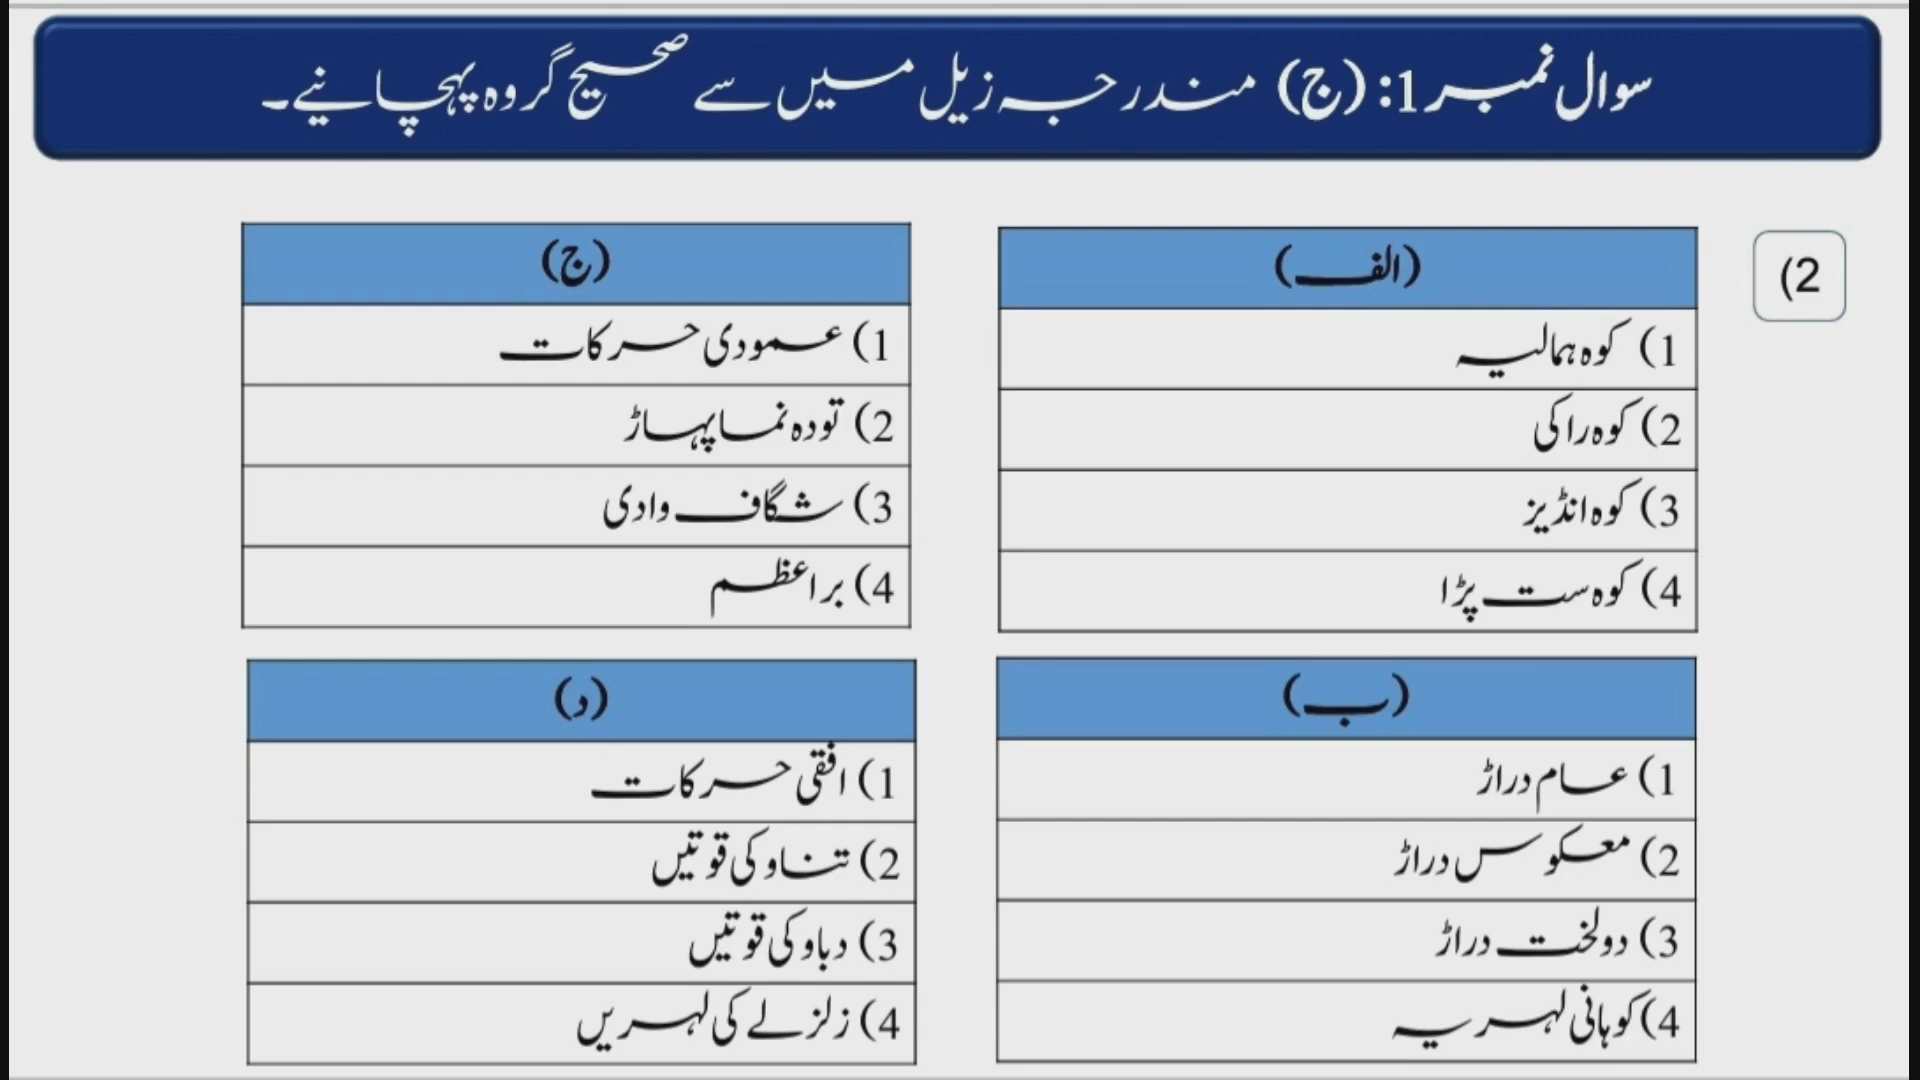 سوال نمبر 1: (ج) مندرجہ زیل میں سے صحیح گروہ پہچانیے۔
2)
(الف)
1) کوہ ہمالیہ
2) کوہ راکی
3) کوہ انڈیز
4) کوہ ست پڑا
(ج)
1) عمودی حرکات
2) تودہ نما پہاڑ
3) شگاف وادی
4) براعظم
(ب)
1) عام دراڑ
2) معکوس دراڑ
3) دولخت دراڑ
4) کوہانی لہریہ
(د)
1) افقی حرکات
2) تناو کی قوتیں
3) دباو کی قوتیں
4) زلزلے کی لہریں